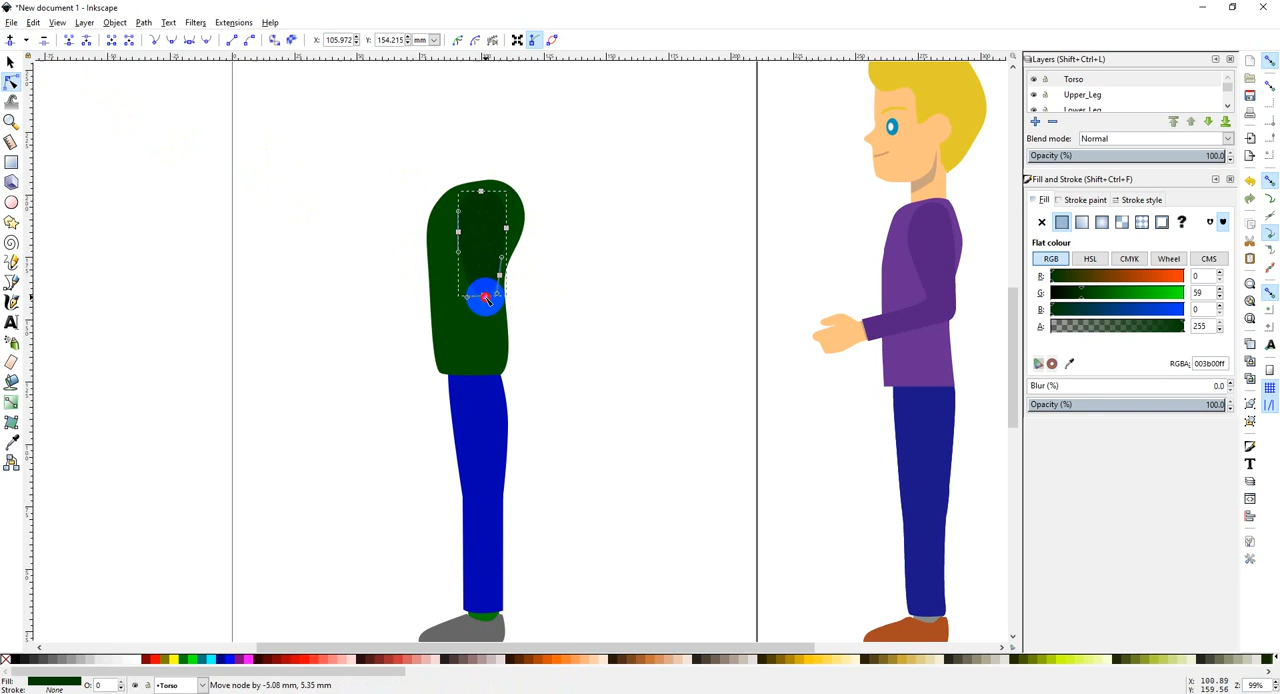 *New document 1 - Inkscape
File Edit View Layer Object Path Text Filters Extensions Help
X: 105.972 Y: 154.215 mm
Layers (Shift+Ctrl+L)
Torso
Upper_Leg
Lower_Leg
Blend mode: Normal
Opacity (%) 100.0
Fill and Stroke (Shift+Ctrl+F)
Fill Stroke paint Stroke style
Flat colour
RGB HSL CMYK Wheel CMS
R: 0
G: 59
B: 0
A: 255
RGBA: 003b00ff
Blur (%) 0.0
Opacity (%) 100.0
Fill:
Stroke: None O: 0 •Torso Move node by -5.08 mm, 5.35 mm X: 100.89 Y: 159.56 Z: 99%